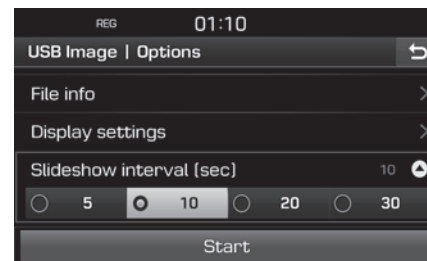 REG 01:10
USB Image | Options
File info
Display settings
Slideshow interval (sec) 10
5 10 20 30
Start